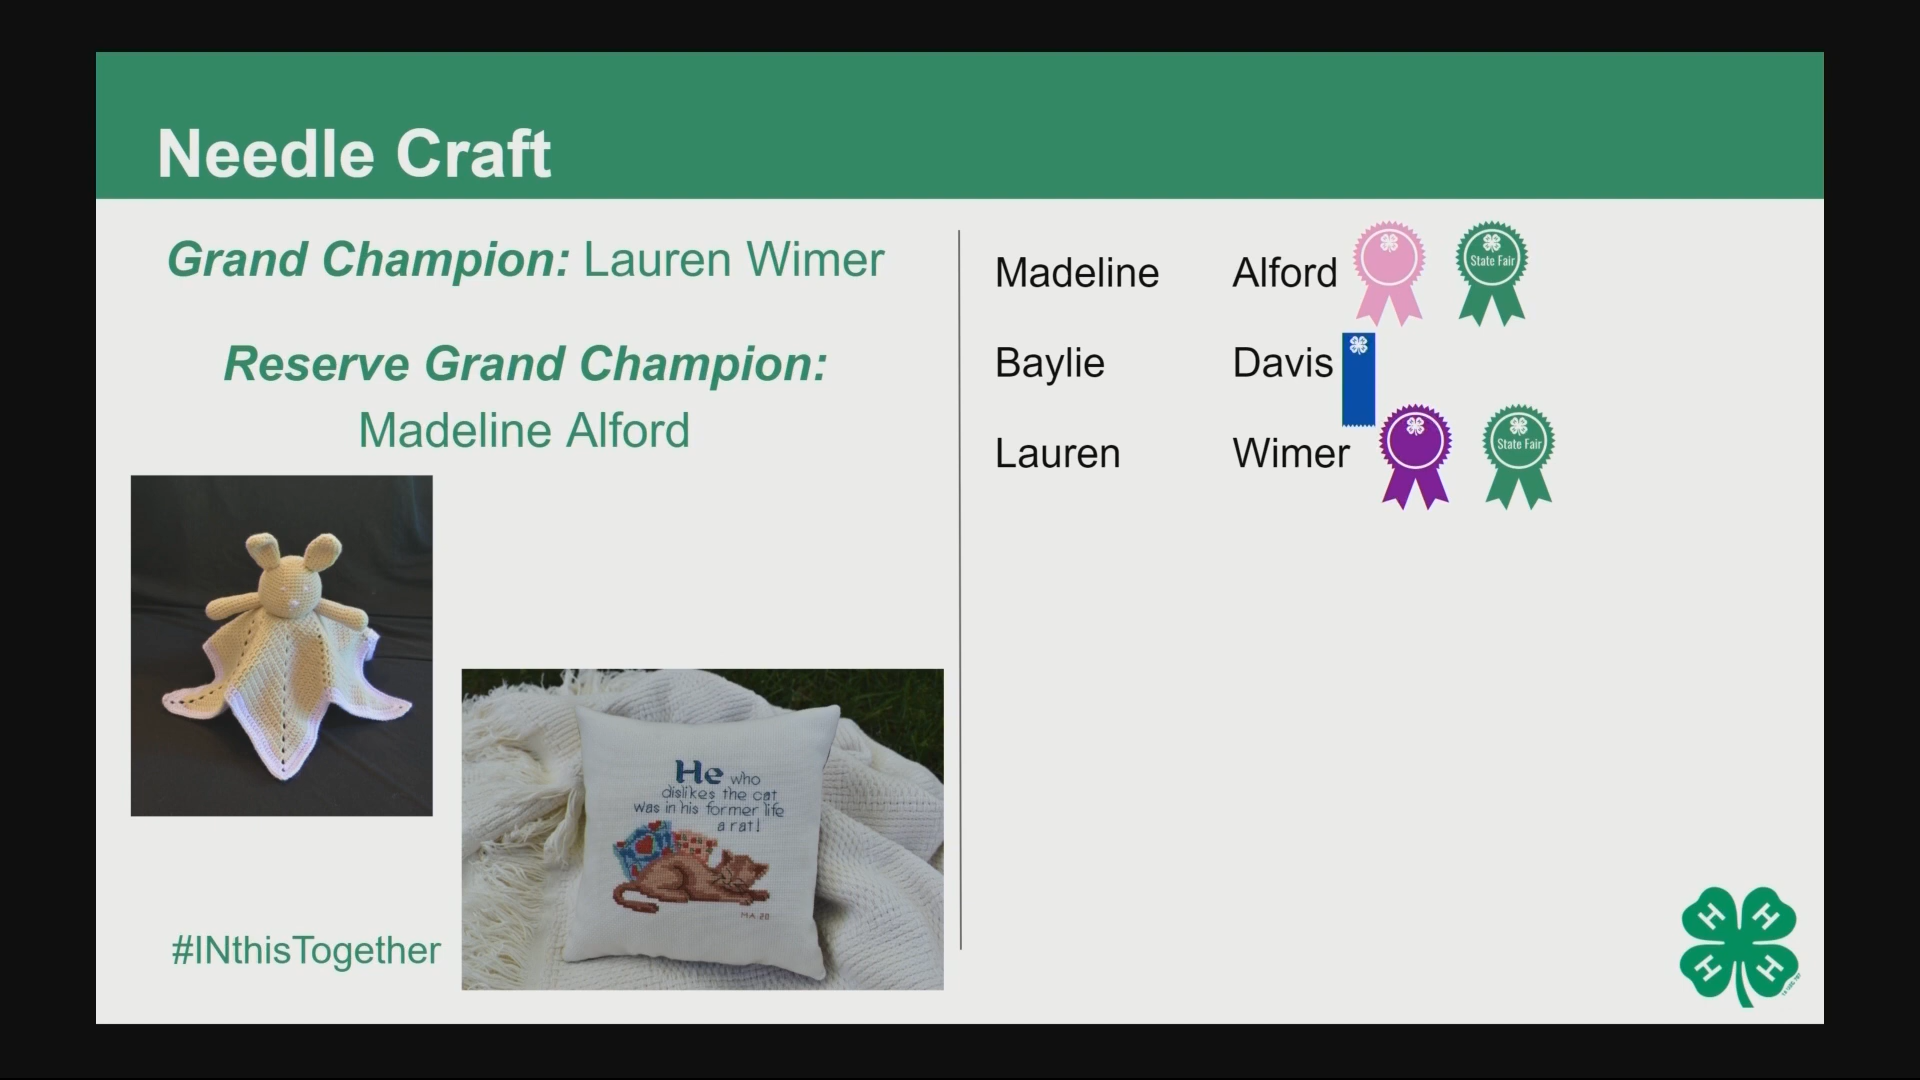 Needle Craft
Grand Champion: Lauren Wimer
Reserve Grand Champion:
Madeline Alford
He who
dislikes the cat
was in his former life
a rat!
MA 20
#INthisTogether
Madeline Alford
State Fair
Baylie Davis
Lauren Wimer
State Fair
H H
H H